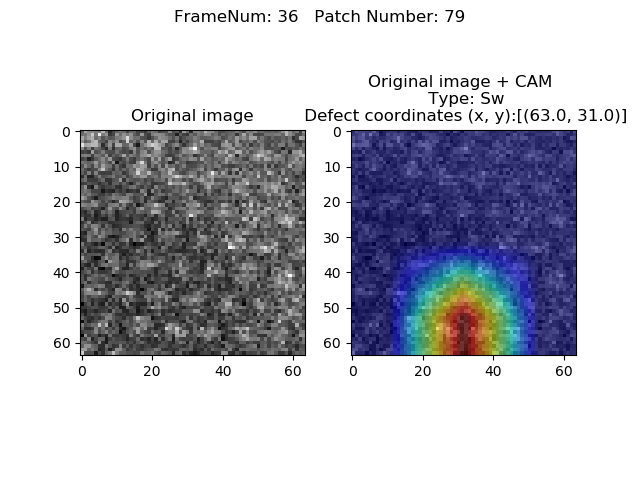 FrameNum: 36   Patch Number: 79
Original image
0
10
20
30
40
50
60
0 20 40 60
Original image + CAM
Type: Sw
Defect coordinates (x, y):[(63.0, 31.0)]
0
10
20
30
40
50
60
0 20 40 60